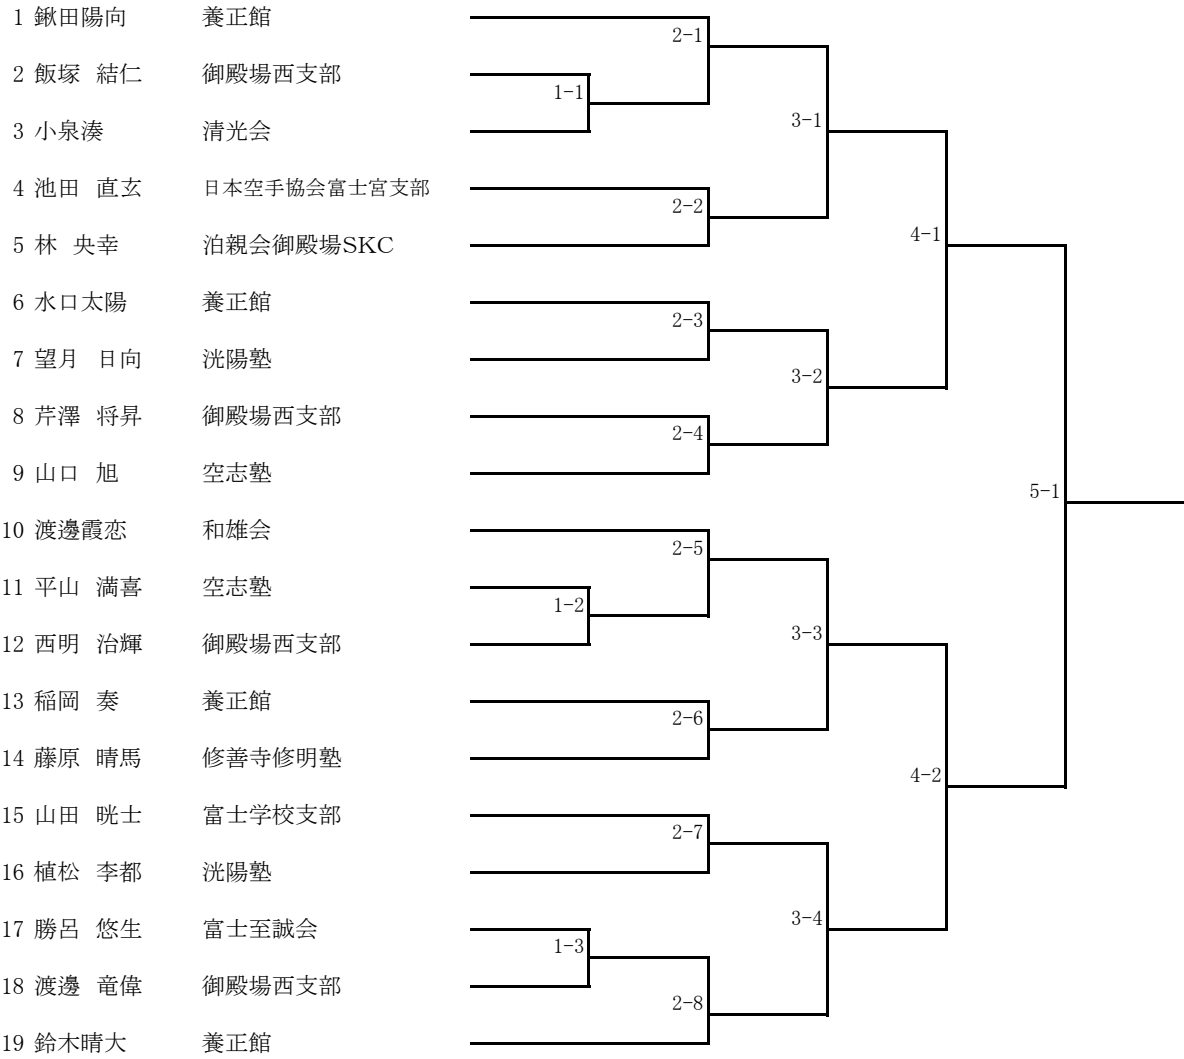 1 鍬田陽向 養正館
2-1
2 飯塚 結仁 御殿場西支部
1-1
3-1
3 小泉湊 清光会
4 池田 直玄 日本空手協会富士宮支部
2-2
4-1
5 林 央幸 泊親会御殿場SKC
6 水口太陽 養正館
2-3
7 望月 日向 洸陽塾
3-2
8 芹澤 将昇 御殿場西支部
2-4
9 山口 旭 空志塾
5-1
10 渡邊霞恋 和雄会
2-5
11 平山 満喜 空志塾
1-2
3-3
12 西明 治輝 御殿場西支部
13 稲岡 奏 養正館
2-6
14 藤原 晴馬 修善寺修明塾
4-2
15 山田 晄士 富士学校支部
2-7
16 植松 李都 洸陽塾
3-4
17 勝呂 悠生 富士至誠会
1-3
18 渡邊 竜偉 御殿場西支部
2-8
19 鈴木晴大 養正館